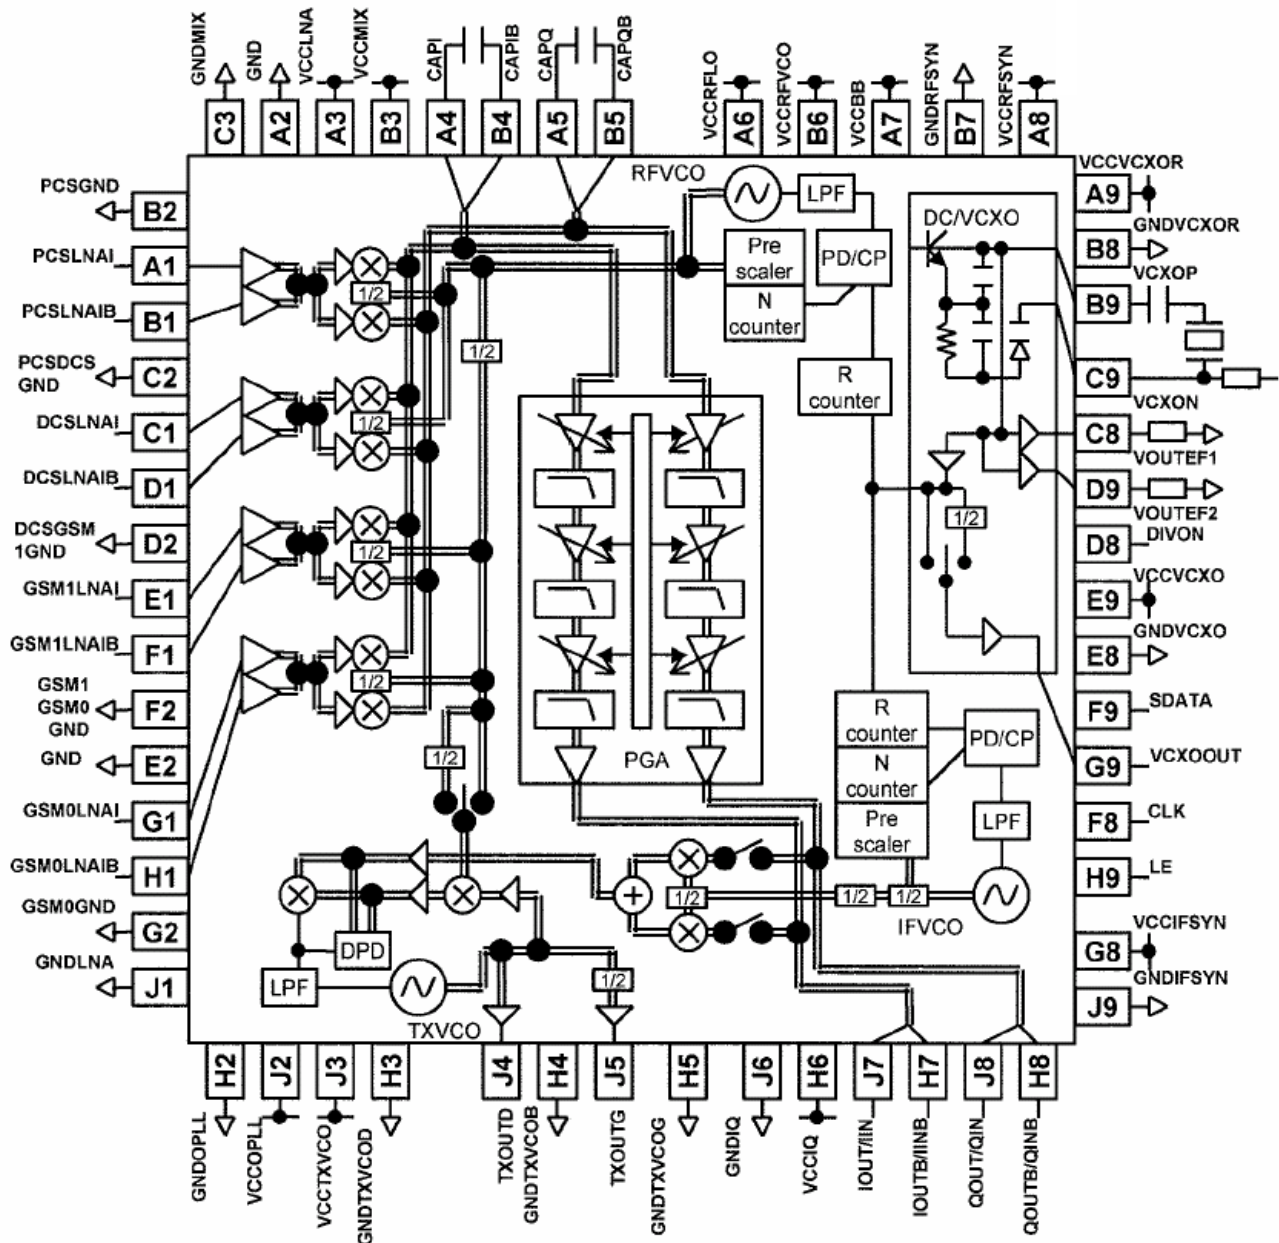 GNDMIX
GND
VCCLNA
VCCMIX
CAPI
CAPIB
CAPQ
CAPQB
VCCRFLO
VCCRFVCO
VCCBB
GNDRFSYN
VCCRFSYN
C3
A2
A3
B3
A4
B4
A5
B5
A6
B6
A7
B7
A8
PCSGND
B2
PCSLNAI
A1
PCSLNAIB
B1
PCSDCS
GND
C2
DCSLNAI
C1
DCSLNAIB
D1
DCSGSM
1GND
D2
GSM1LNAI
E1
GSM1LNAIB
F1
GSM1
GSM0
GND
F2
GND
E2
GSM0LNAI
G1
GSM0LNAIB
H1
GSM0GND
G2
GNDLNA
J1
RFVCO
LPF
Pre
scaler
N
counter
PD/CP
R
counter
1/2
1/2
1/2
1/2
1/2
1/2
PGA
DC/VCXO
1/2
R
counter
N
counter
Pre
scaler
PD/CP
LPF
IFVCO
1/2
1/2
1/2
DPD
LPF
TXVCO
1/2
VCCVCXOR
A9
GNDVCXOR
B8
VCXOP
B9
C9
VCXON
C8
VOUTEF1
D9
VOUTEF2
DIVON
D8
VCCVCXO
E9
GNDVCXO
E8
SDATA
F9
VCXOOUT
G9
CLK
F8
LE
H9
VCCIFSYN
G8
GNDIFSYN
J9
H2
J2
J3
H3
J4
H4
J5
H5
J6
H6
J7
H7
J8
H8
GNDOPLL
VCCOPLL
VCCTXVCO
GNDTXVCOD
TXOUTD
GNDTXVCOB
TXOUTG
GNDTXVCOG
GNDIQ
VCCIQ
IOUT/IIN
IOUTB/IINB
QOUT/QIN
QOUTB/QINB